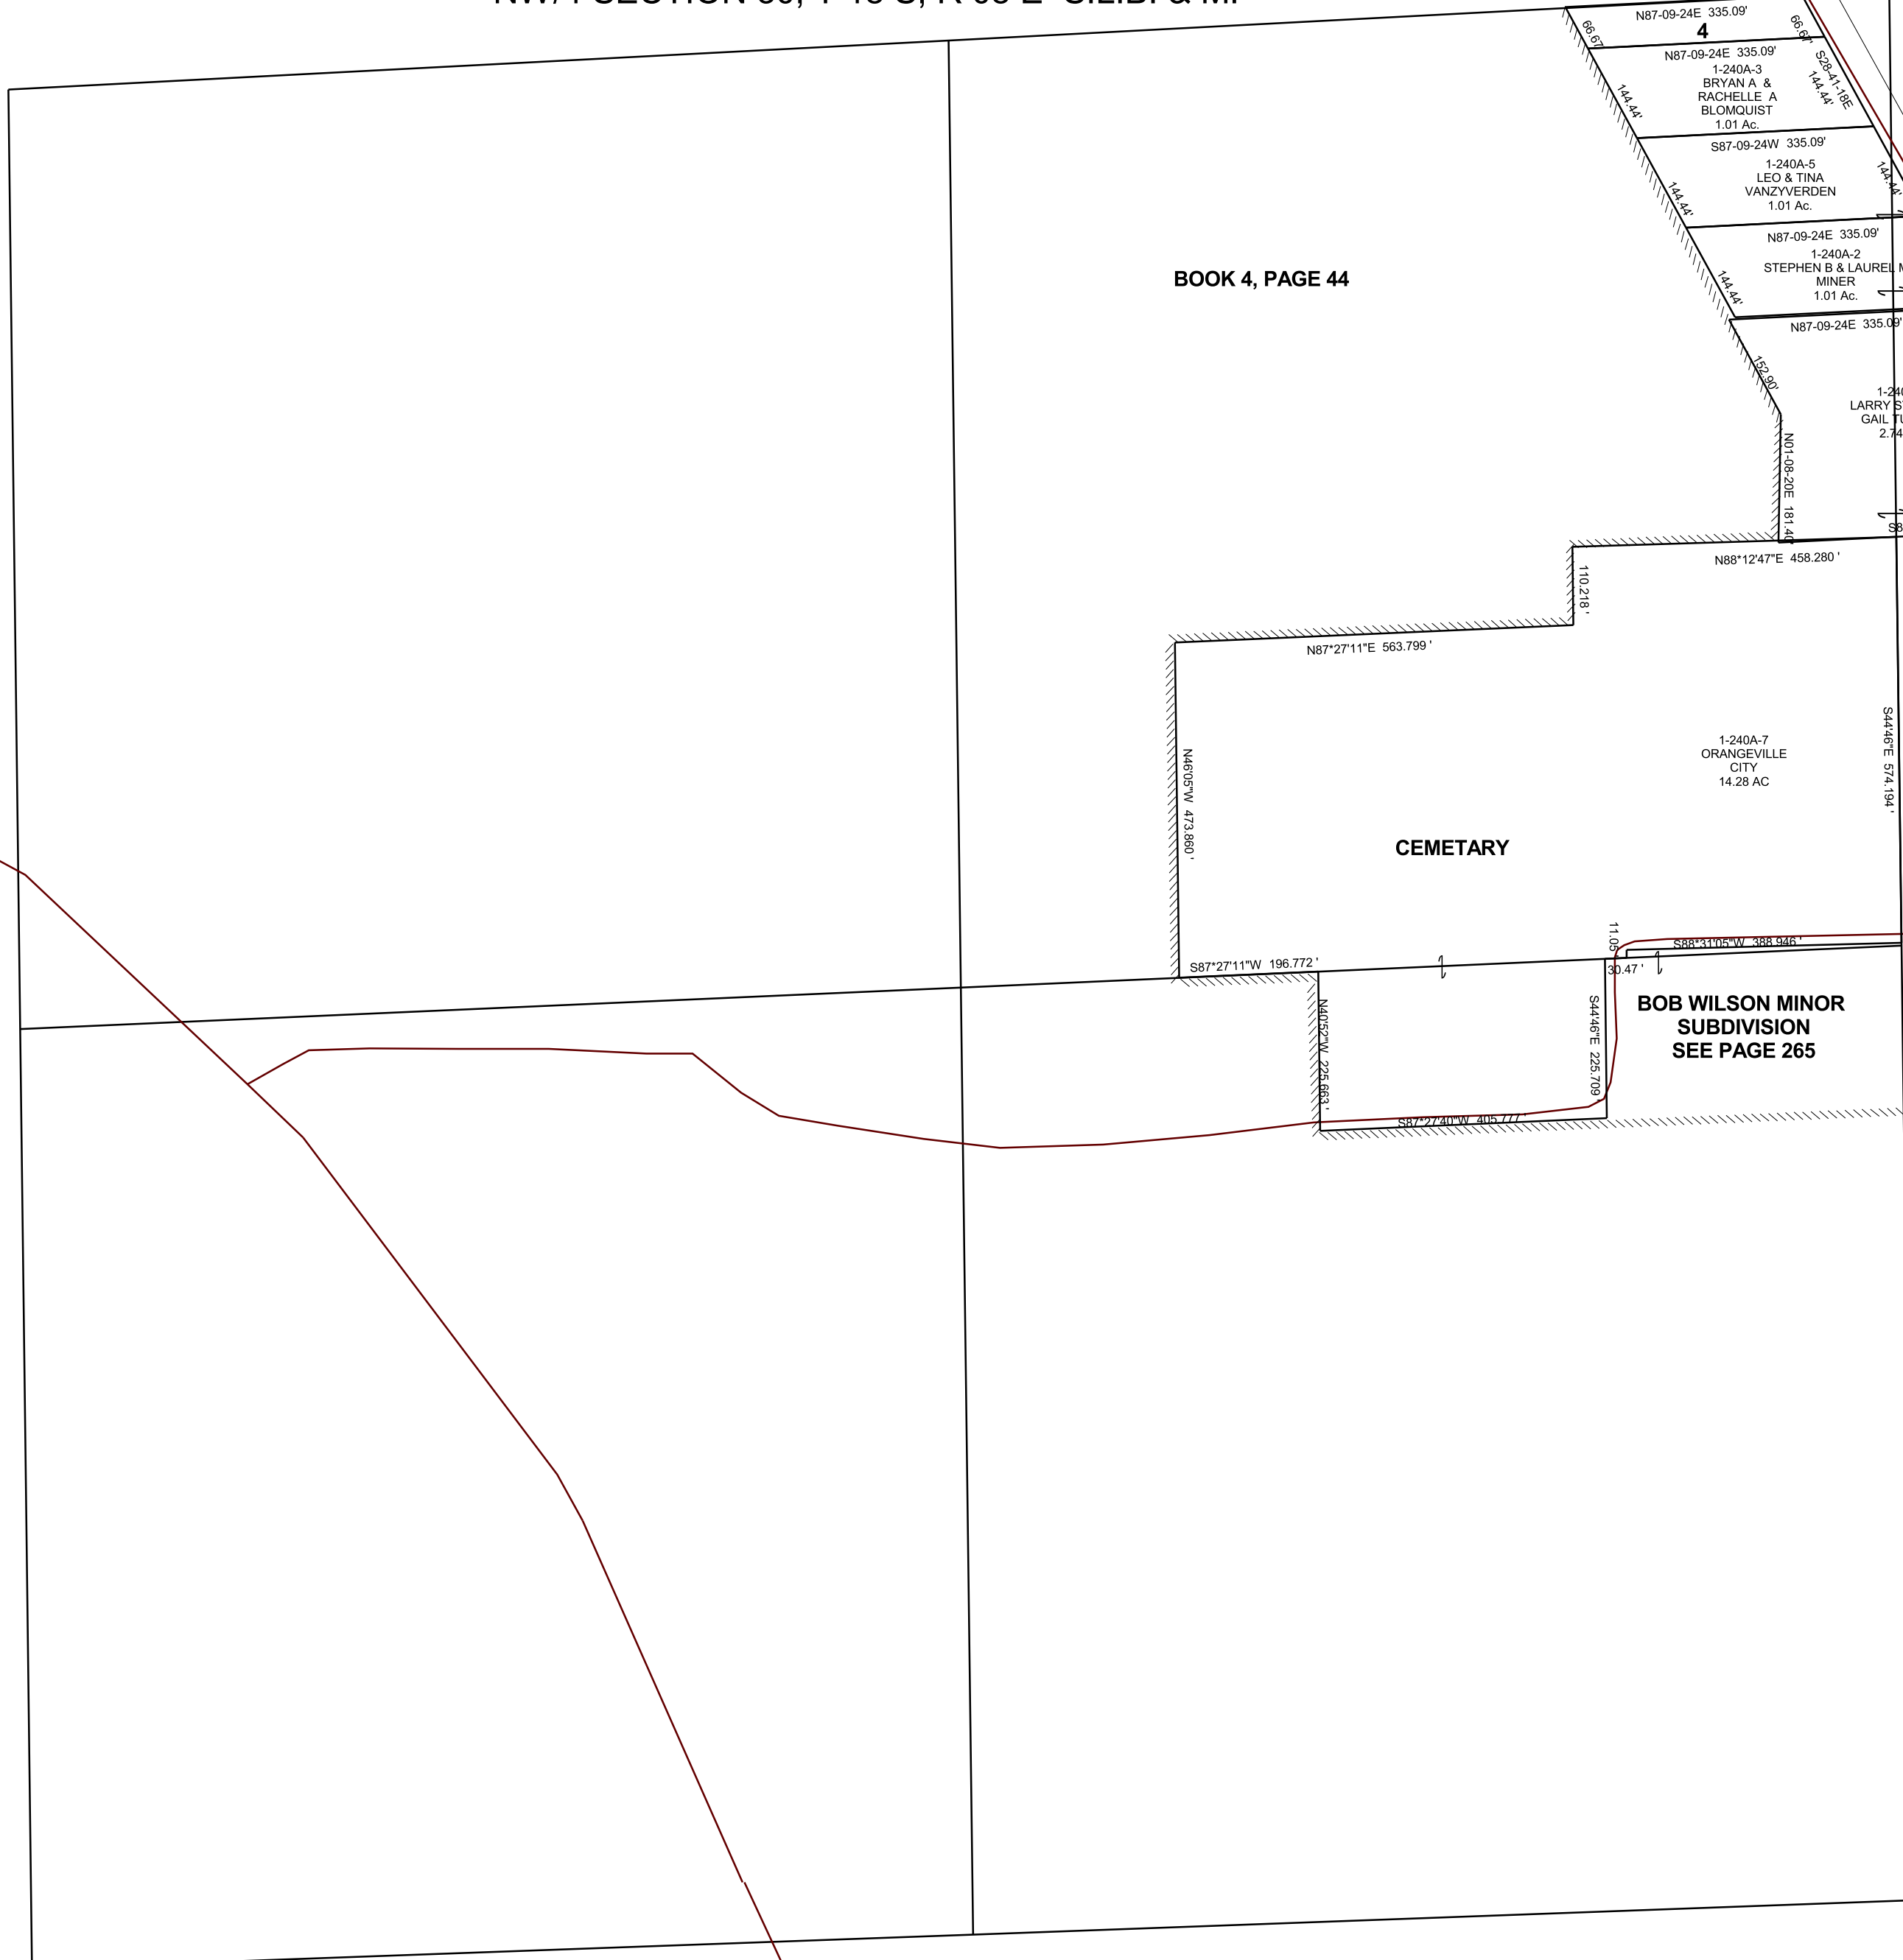 N87-09-24E 335.09'
4
66.67'
66.67'
N87-09-24E 335.09'
1-240A-3
BRYAN A &
RACHELLE A
BLOMQUIST
1.01 Ac.
144.44'
S28-41-18E
144.44'
S87-09-24W 335.09'
1-240A-5
LEO & TINA
VANZYVERDEN
1.01 Ac.
144.44'
144.44'
N87-09-24E 335.09'
1-240A-2
STEPHEN B & LAUREL
MINER
1.01 Ac.
144.44'
BOOK 4, PAGE 44
N87-09-24E 335.09'
152.90'
LARRY
GAIL
N01-08-20E 181.40'
N88*12'47"E 458.280 '
110.218 '
N87*27'11"E 563.799 '
N46'05"W 473.860 '
S44'46"E 574.194 '
1-240A-7
ORANGEVILLE
CITY
14.28 AC
CEMETARY
11.05
S88*31'05"W 388.946 '
S87*27'11"W 196.772 '
30.47 '
N40'52"W 225.663 '
S44'46"E 225.709
BOB WILSON MINOR
SUBDIVISION
SEE PAGE 265
S87*27'40"W 405.777 '